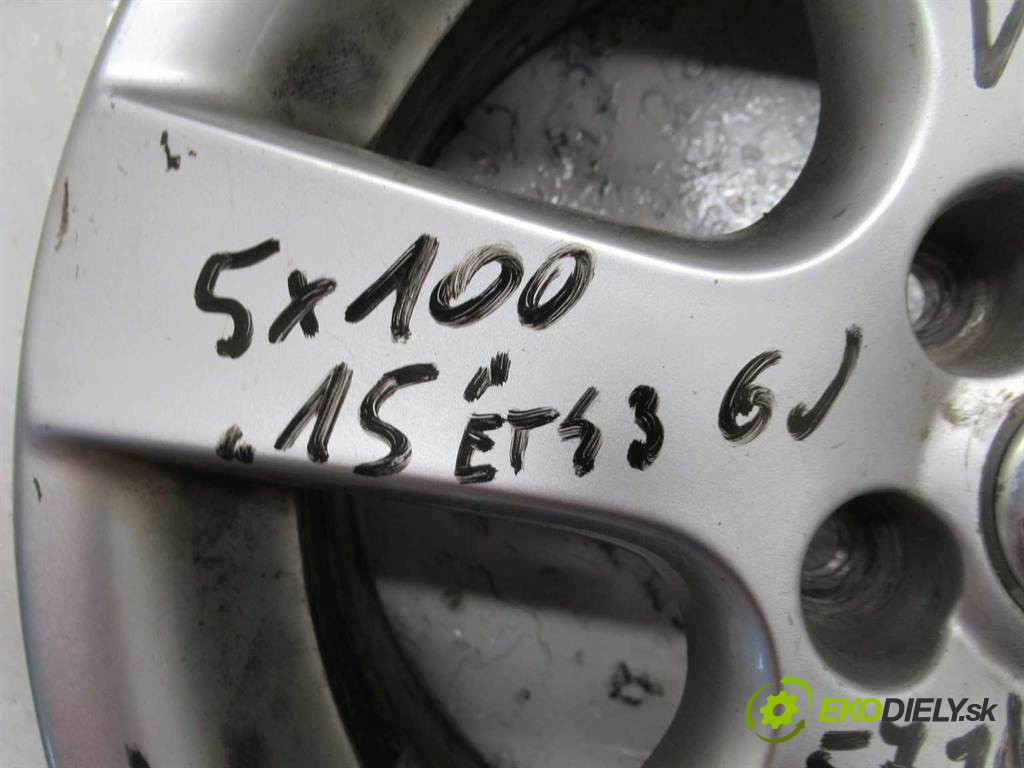 5x100
"15" ET43 6J
EKODIELY.sk